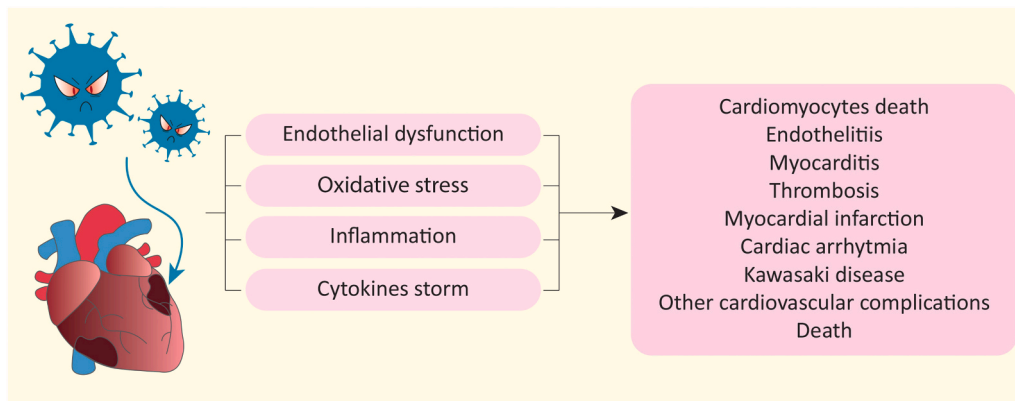 Endothelial dysfunction
Oxidative stress
Inflammation
Cytokines storm
Cardiomyocytes death
Endothelitiis
Myocarditis
Thrombosis
Myocardial infarction
Cardiac arrhytmia
Kawasaki disease
Other cardiovascular complications
Death